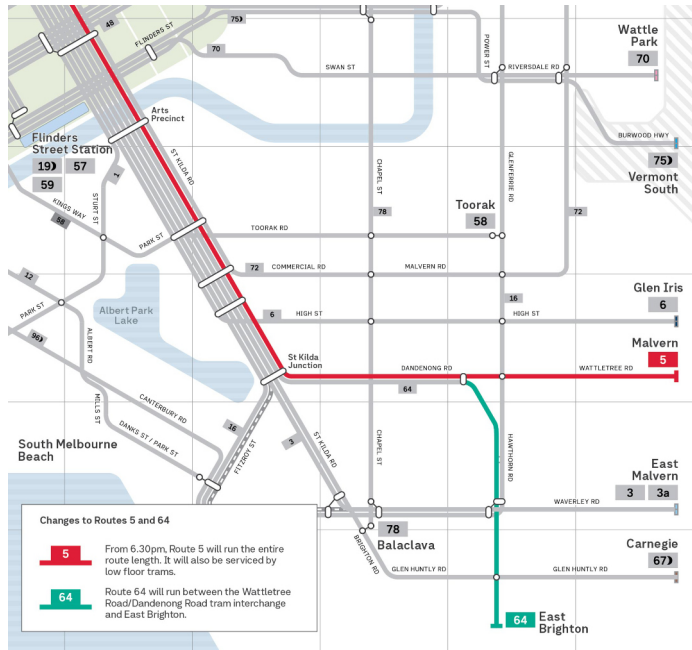 48
FLINDERS ST
75
70
SWAN ST
POWER ST
RIVERSDALE RD
Wattle
Park
70
BURWOOD HWY
75
Vermont
South
Arts
Precinct
Flinders
Street Station
19
57
59
1
ST KILDA RD
CHAPEL ST
GLENFERRIE RD
KINGS WAY
58
STURT ST
PARK ST
TOORAK RD
78
Toorak
58
72
72
COMMERCIAL RD
MALVERN RD
12
PARK ST
Albert Park
Lake
6
HIGH ST
16
HIGH ST
Glen Iris
6
96
ALBERT RD
St Kilda
Junction
DANDENONG RD
WATTLETREE RD
Malvern
5
64
MILLS ST
CANTERBURY RD
DANKS ST / PARK ST
16
FITZROY ST
3
ST KILDA RD
CHAPEL ST
HAWTHORN RD
South Melbourne
Beach
East
Malvern
3
3a
WAVERLEY RD
78
Balaclava
BRIGHTON RD
GLEN HUNTLY RD
GLEN HUNTLY RD
Carnegie
67
64
East
Brighton
Changes to Routes 5 and 64
5
From 6.30pm, Route 5 will run the entire
route length. It will also be serviced by
low floor trams.
64
Route 64 will run between the Wattletree
Road/Dandenong Road tram interchange
and East Brighton.